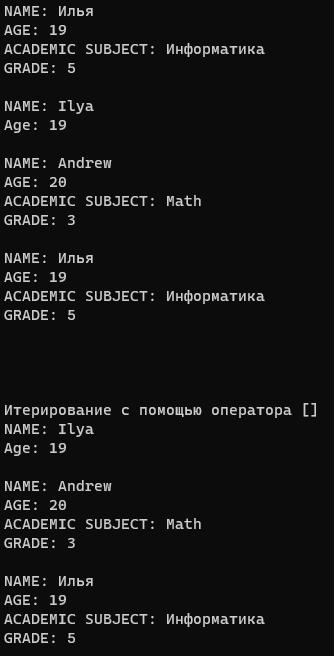 NAME: Илья
AGE: 19
ACADEMIC SUBJECT: Информатика
GRADE: 5
NAME: Ilya
Age: 19
NAME: Andrew
AGE: 20
ACADEMIC SUBJECT: Math
GRADE: 3
NAME: Илья
AGE: 19
ACADEMIC SUBJECT: Информатика
GRADE: 5
Итерирование с помощью оператора []
NAME: Ilya
Age: 19
NAME: Andrew
AGE: 20
ACADEMIC SUBJECT: Math
GRADE: 3
NAME: Илья
AGE: 19
ACADEMIC SUBJECT: Информатика
GRADE: 5